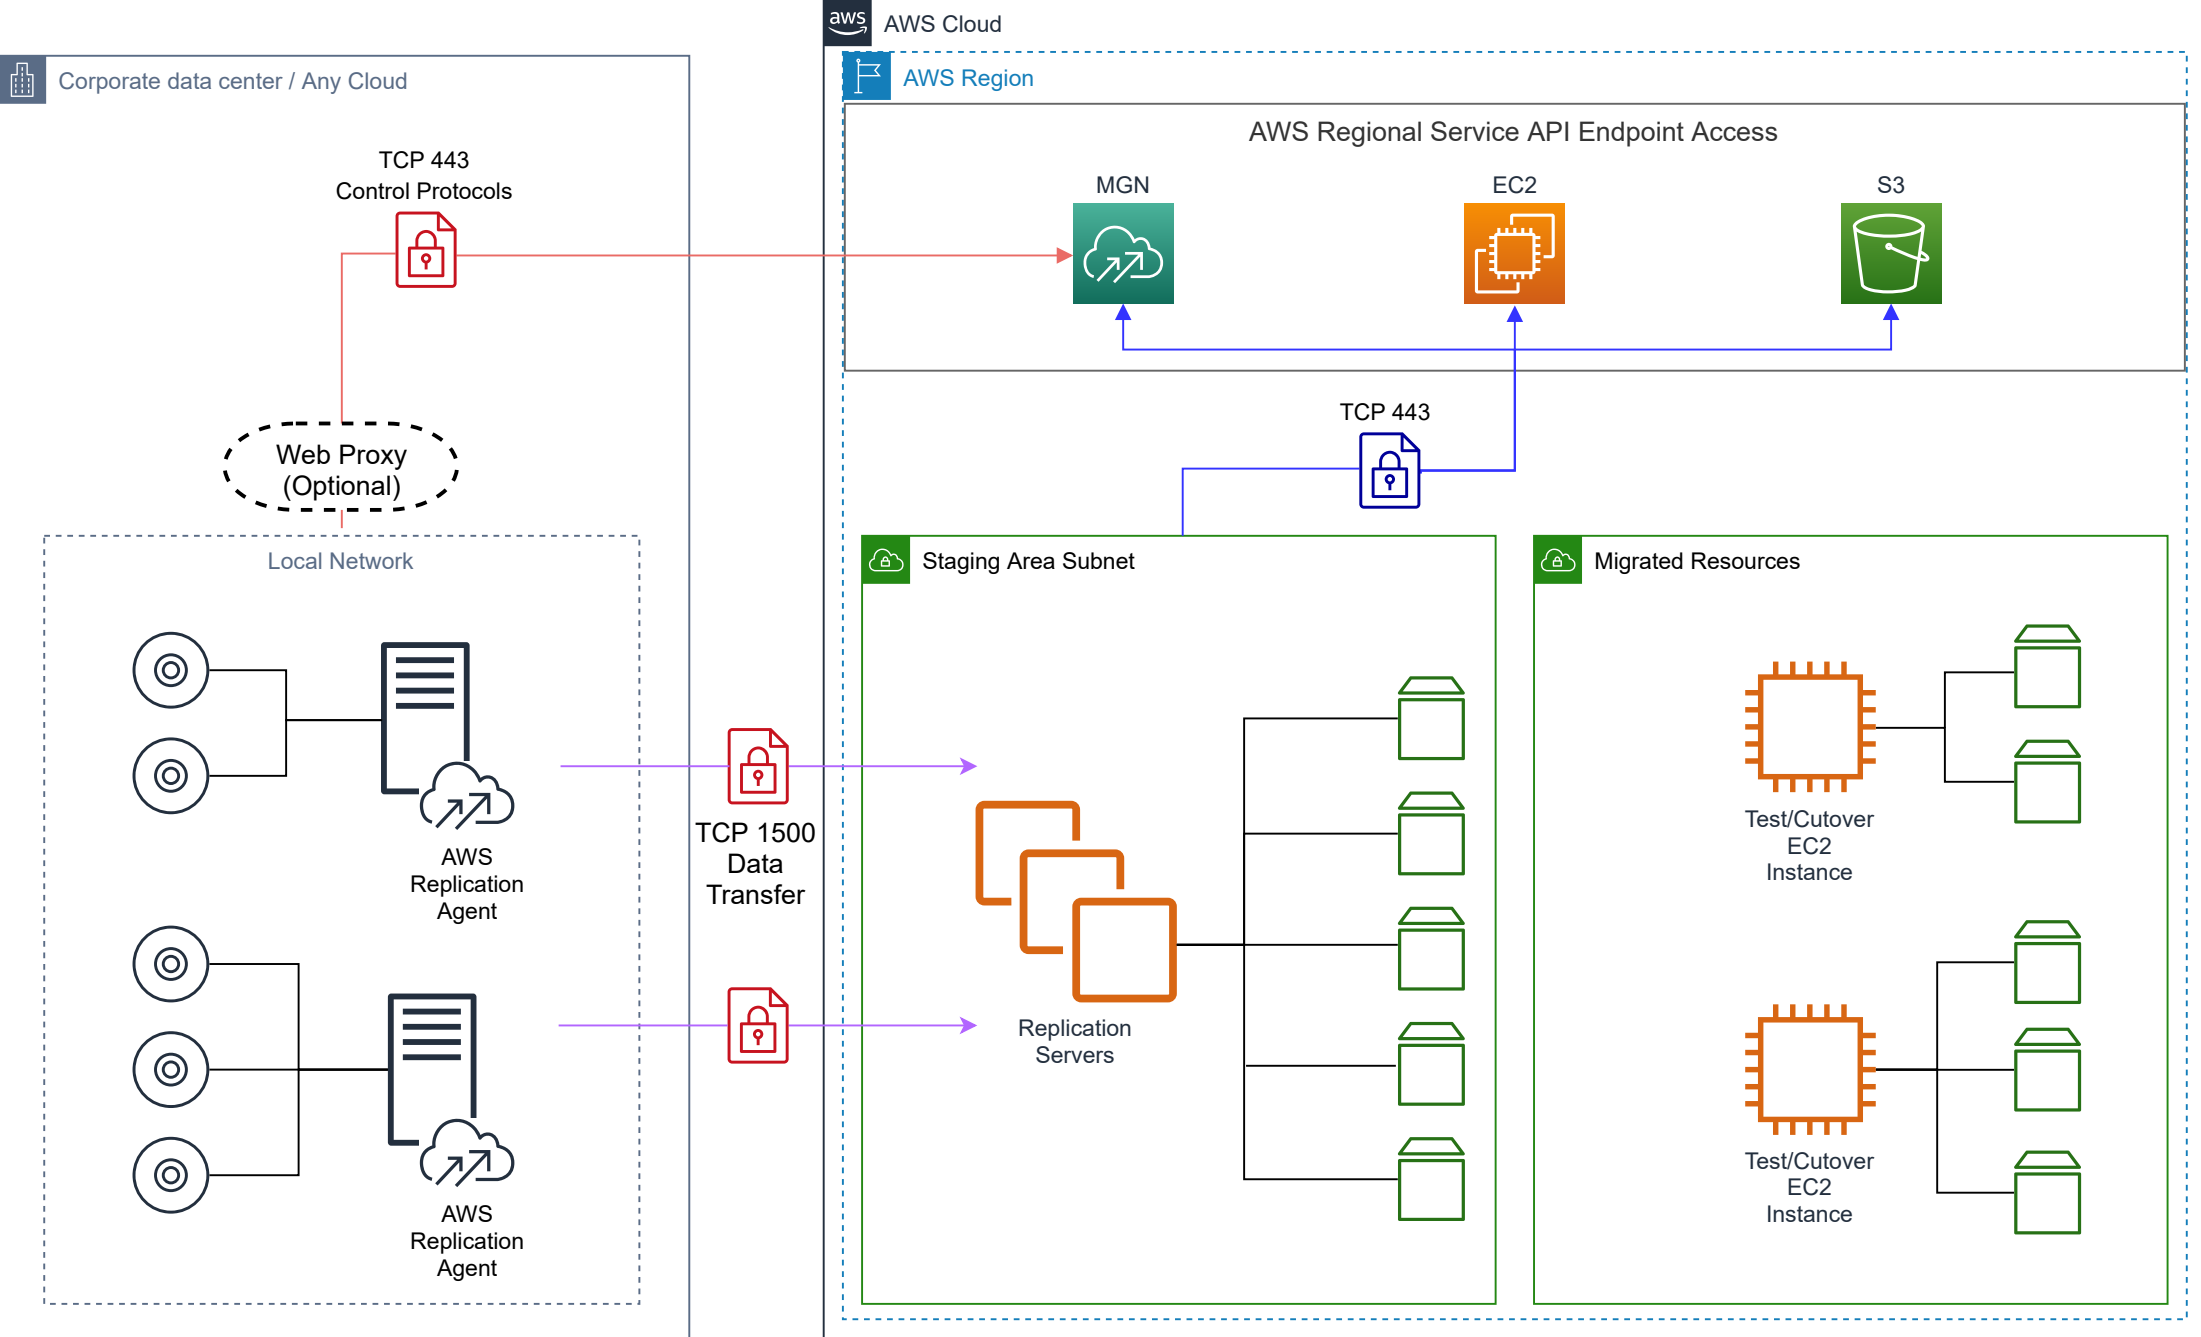 aws
AWS Cloud
Corporate data center / Any Cloud
AWS Region
AWS Regional Service API Endpoint Access
TCP 443
Control Protocols
MGN
EC2
S3
TCP 443
Web Proxy
(Optional)
Local Network
Staging Area Subnet
Migrated Resources
AWS
Replication
Agent
TCP 1500
Data
Transfer
Test/Cutover
EC2
Instance
Replication
Servers
AWS
Replication
Agent
Test/Cutover
EC2
Instance